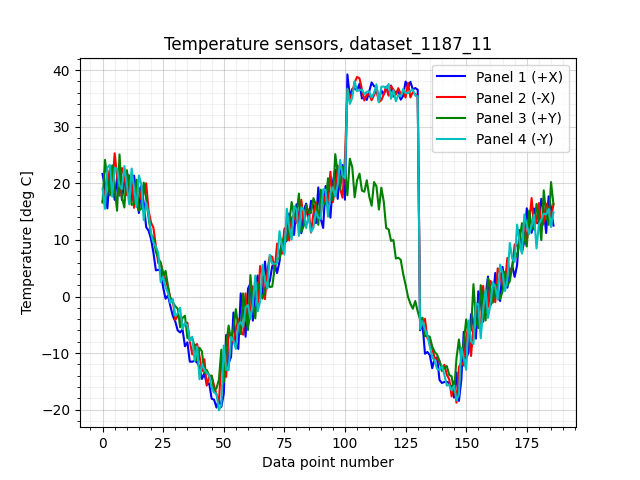 Temperature sensors, dataset_1187_11
Temperature [deg C]
40
30
20
10
0
−10
−20
Panel 1 (+X)
Panel 2 (-X)
Panel 3 (+Y)
Panel 4 (-Y)
0 25 50 75 100 125 150 175
Data point number